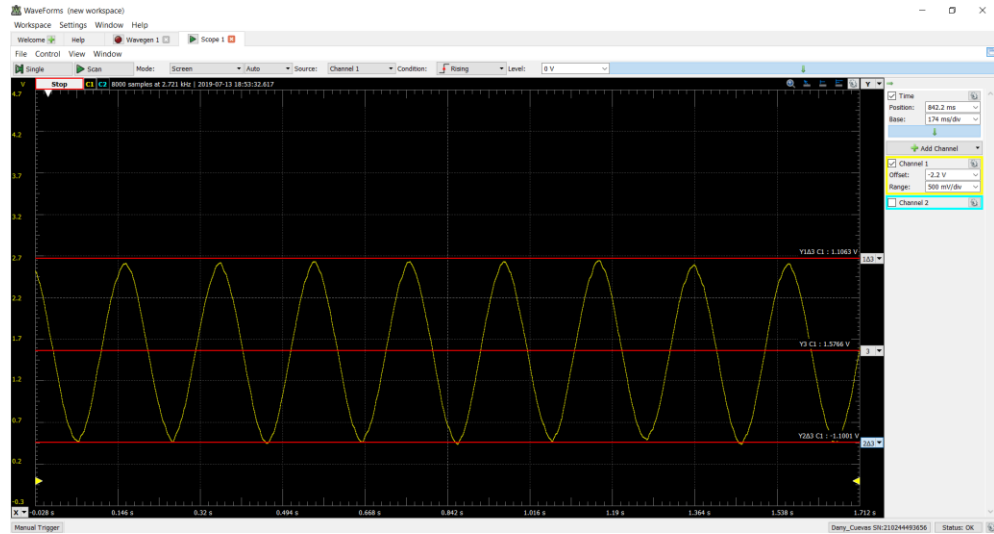 WaveForms (new workspace)
Workspace Settings Window Help
Welcome Help Wavegen 1 Scope 1
File Control View Window
Single Scan Mode: Screen Auto Source: Channel 1 Condition: Rising Level: 0 V
V Stop C1 C2 8000 samples at 2.721 kHz | 2019-07-13 18:53:32.617 Y
4.7
4.2
3.7
3.2
2.7
2.2
1.7
1.2
0.7
0.2
-0.3
Y1Δ3 C1 : 1.1063 V
1Δ3
Y3 C1 : 1.5766 V
3
Y2Δ3 C1 : -1.1001 V
2Δ3
X -0.028 s 0.146 s 0.32 s 0.494 s 0.668 s 0.842 s 1.016 s 1.19 s 1.364 s 1.538 s 1.712 s
Time
Position: 842.2 ms
Base: 174 ms/div
Add Channel
Channel 1
Offset: -2.2 V
Range: 500 mV/div
Channel 2
Manual Trigger Dany_Cuevas SN:210244493656 Status: OK